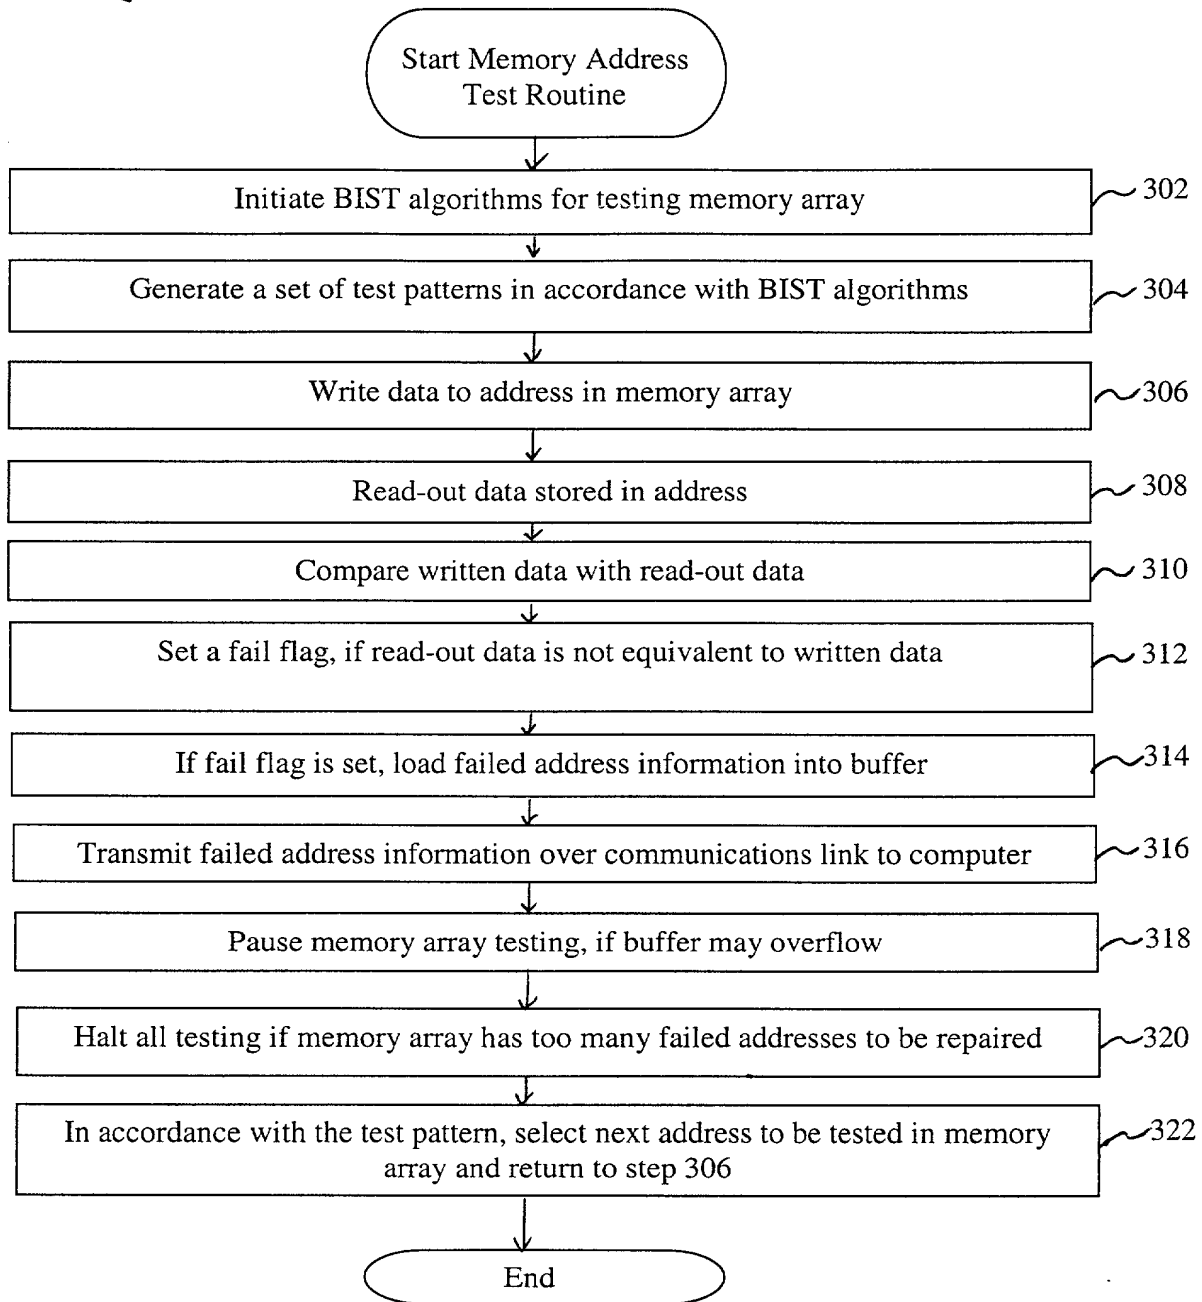 Start Memory Address
Test Routine
Initiate BIST algorithms for testing memory array
302
Generate a set of test patterns in accordance with BIST algorithms
304
Write data to address in memory array
306
Read-out data stored in address
308
Compare written data with read-out data
310
Set a fail flag, if read-out data is not equivalent to written data
312
If fail flag is set, load failed address information into buffer
314
Transmit failed address information over communications link to computer
316
Pause memory array testing, if buffer may overflow
318
Halt all testing if memory array has too many failed addresses to be repaired
320
In accordance with the test pattern, select next address to be tested in memory
array and return to step 306
322
End